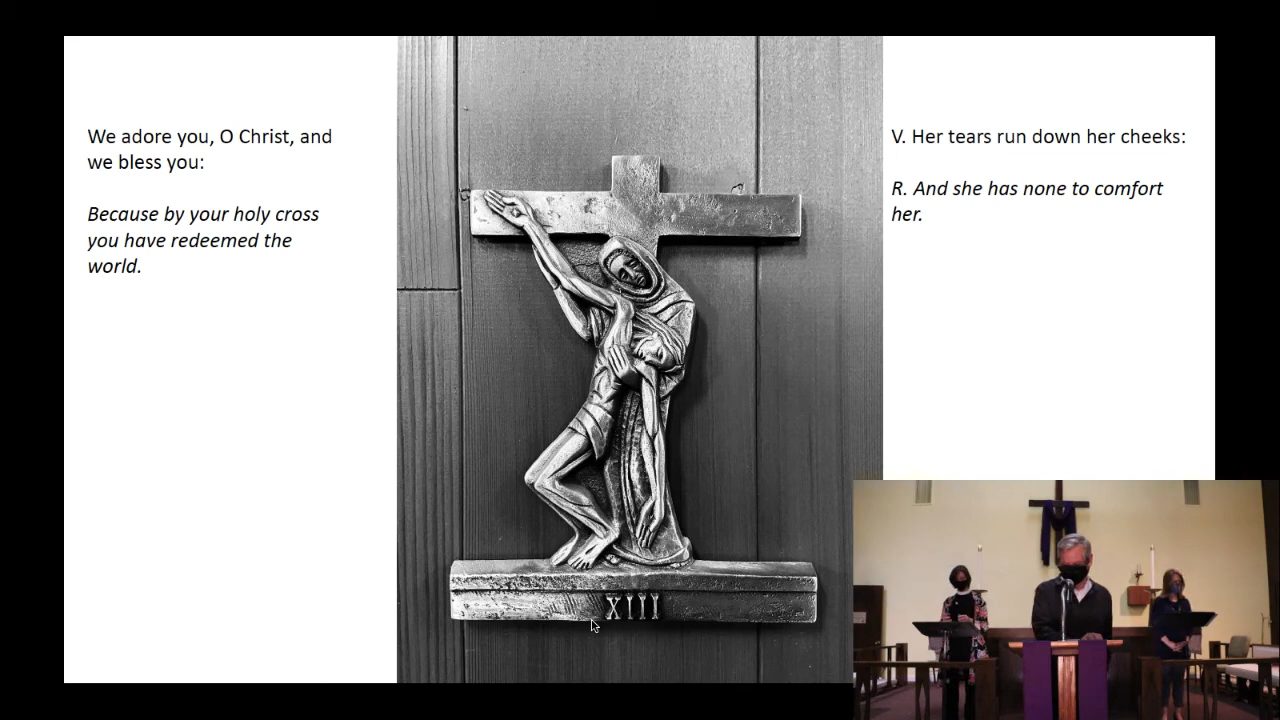 We adore you, O Christ, and
we bless you:
Because by your holy cross
you have redeemed the
world.
V. Her tears run down her cheeks:
R. And she has none to comfort
her.
XIII